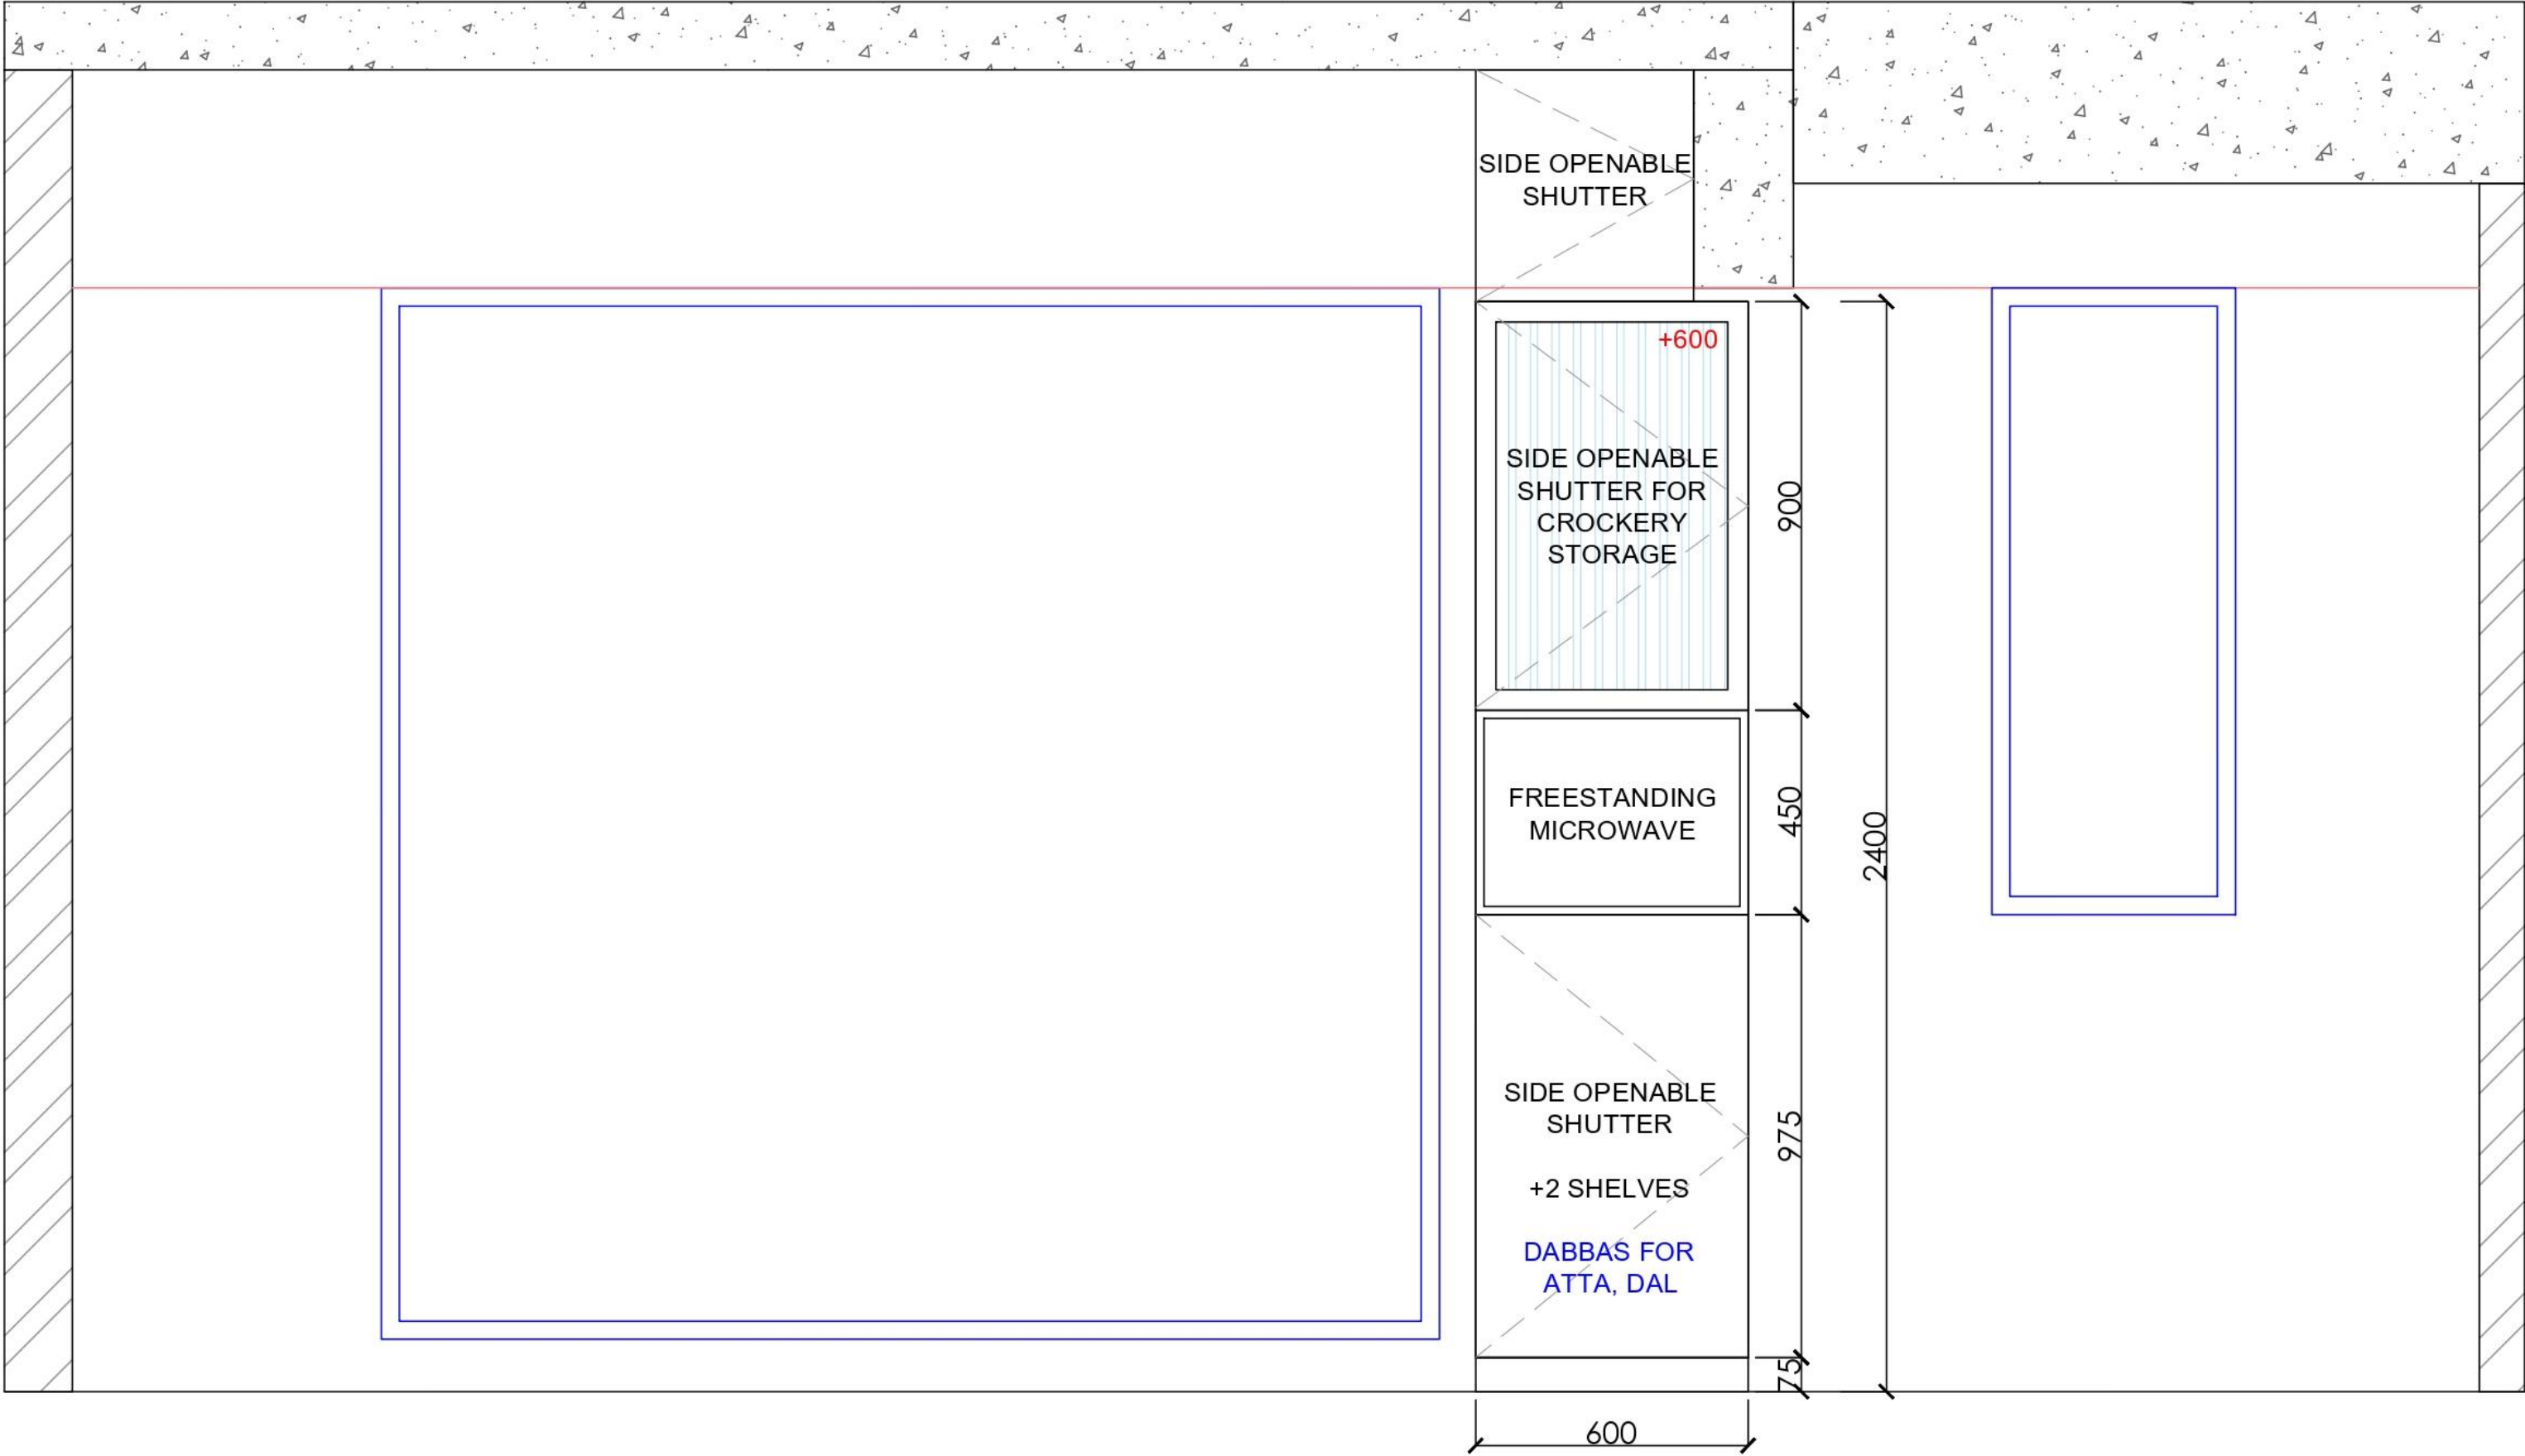 SIDE OPENABLE
SHUTTER
+600
SIDE OPENABLE
SHUTTER FOR
CROCKERY
STORAGE
900
FREESTANDING
MICROWAVE
450
2400
SIDE OPENABLE
SHUTTER
+2 SHELVES
DABBAS FOR
ATTA, DAL
975
75
600